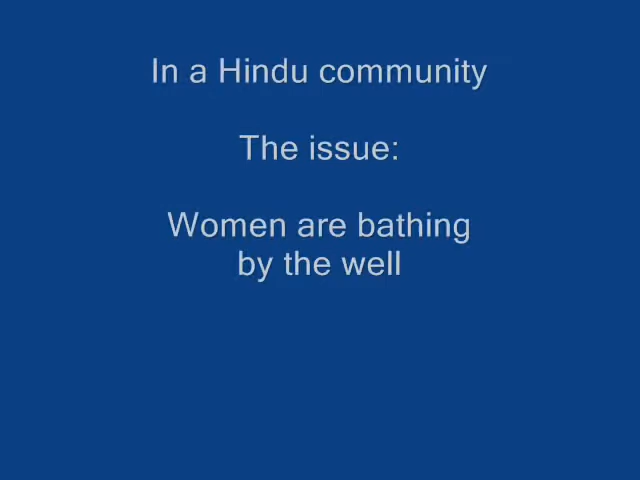 In a Hindu community
The issue:
Women are bathing
by the well